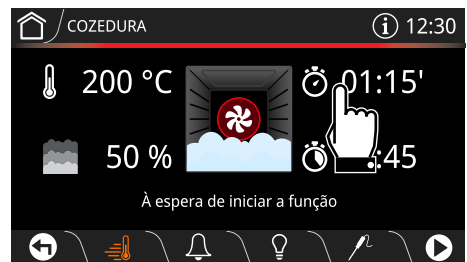 COZEDURA
i 12:30
200 °C
01:15'
50 %
:45
À espera de iniciar a função